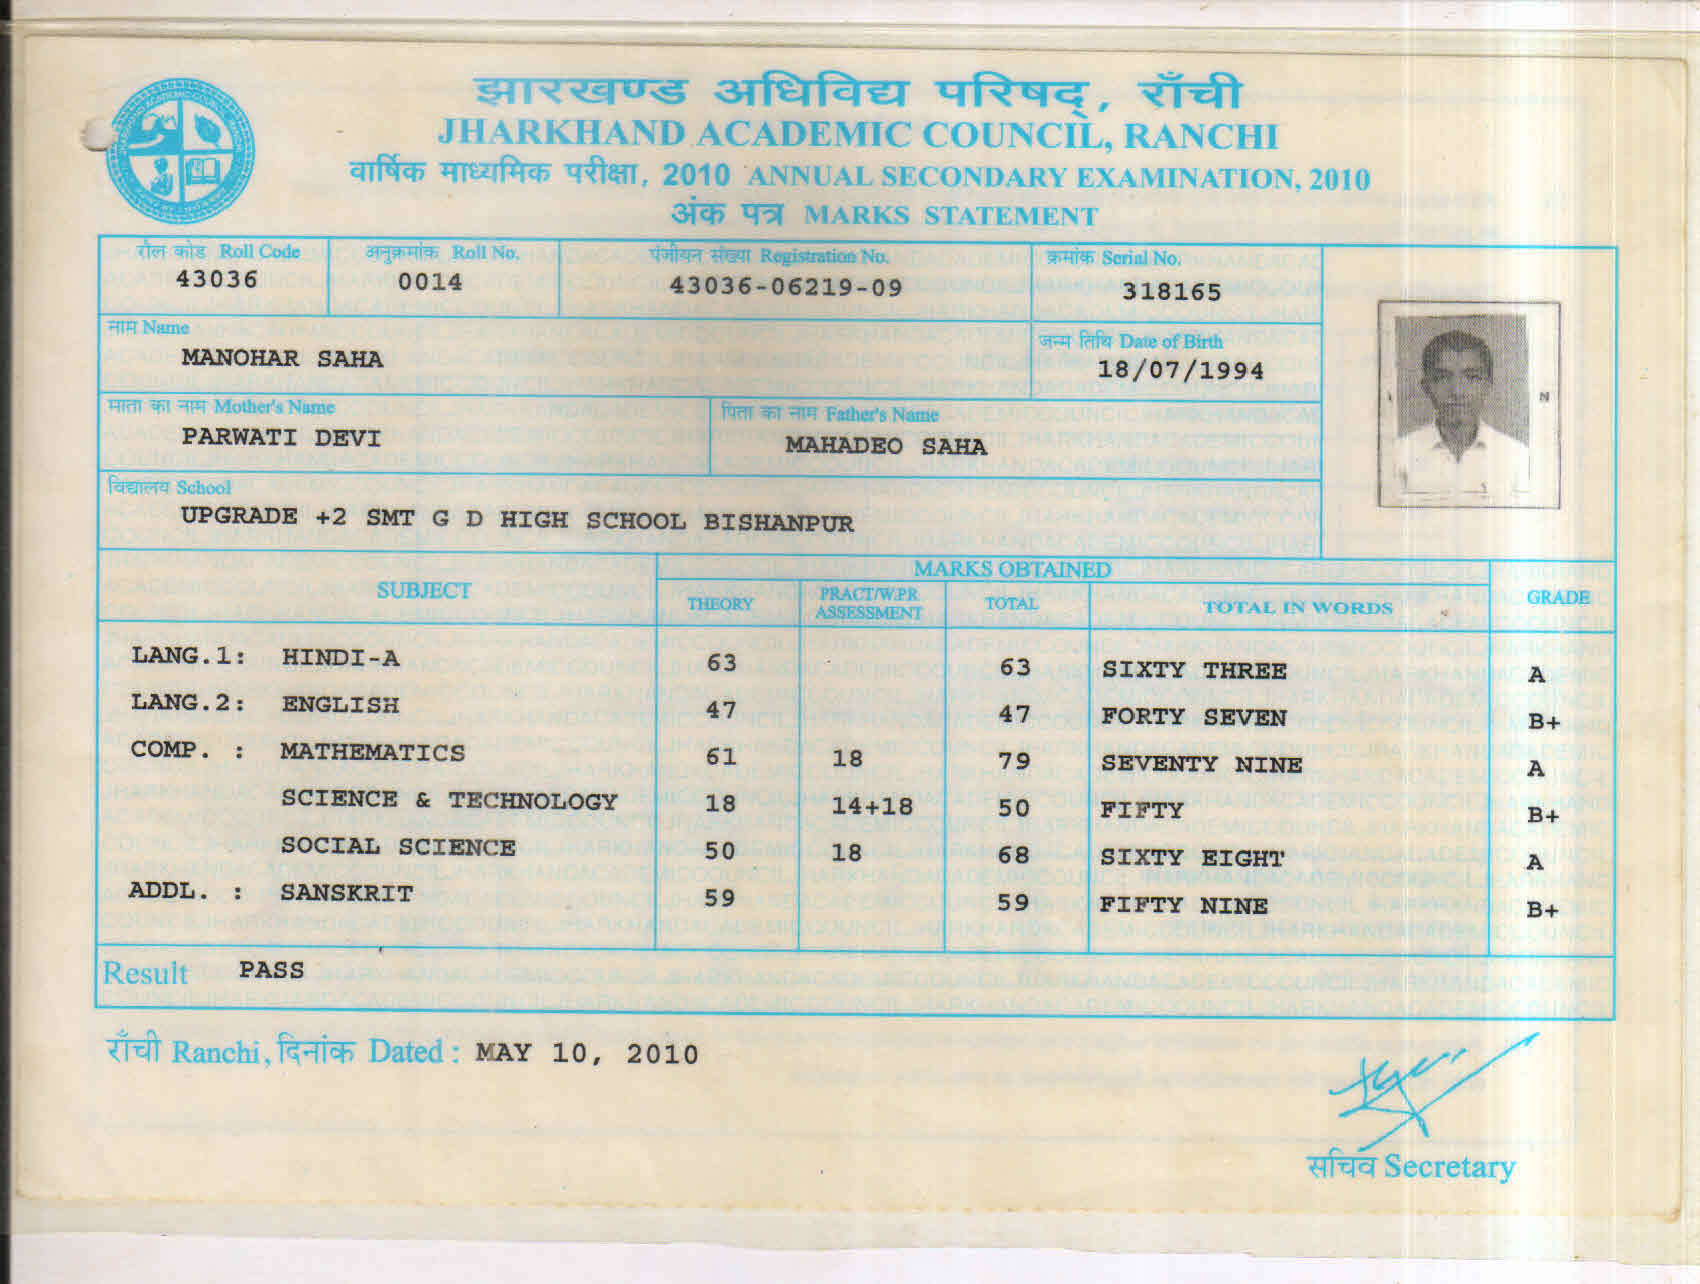 झारखण्ड अधिविद्य परिषद्, राँची
JHARKHAND ACADEMIC COUNCIL, RANCHI
वार्षिक माध्यमिक परीक्षा, 2010 ANNUAL SECONDARY EXAMINATION, 2010
अंक पत्र MARKS STATEMENT
रौल कोड Roll Code अनुक्रमांक Roll No. पंजीयन संख्या Registration No. क्रमांक Serial No.
43036 0014 43036-06219-09 318165
नाम Name जन्म तिथि Date of Birth
MANOHAR SAHA 18/07/1994
माता का नाम Mother's Name पिता का नाम Father's Name
PARWATI DEVI MAHADEO SAHA
विद्यालय School
UPGRADE +2 SMT G D HIGH SCHOOL BISHANPUR
MARKS OBTAINED
SUBJECT THEORY PRACT/W.PR ASSESSMENT TOTAL TOTAL IN WORDS GRADE
LANG.1: HINDI-A 63 63 SIXTY THREE A
LANG.2: ENGLISH 47 47 FORTY SEVEN B+
COMP. : MATHEMATICS 61 18 79 SEVENTY NINE A
SCIENCE & TECHNOLOGY 18 14+18 50 FIFTY B+
SOCIAL SCIENCE 50 18 68 SIXTY EIGHT A
ADDL. : SANSKRIT 59 59 FIFTY NINE B+
Result PASS
राँची Ranchi, दिनांक Dated : MAY 10, 2010
सचिव Secretary